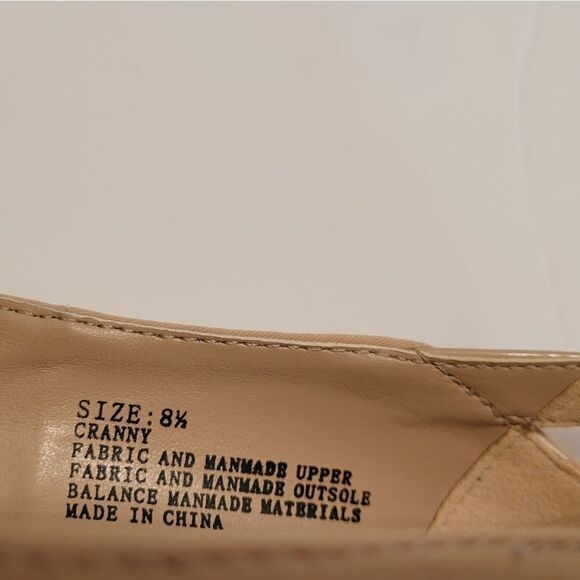 SIZE: 8½
CRANNY
FABRIC AND MANMADE UPPER
FABRIC AND MANMADE OUTSOLE
BALANCE MANMADE MATERIALS
MADE IN CHINA